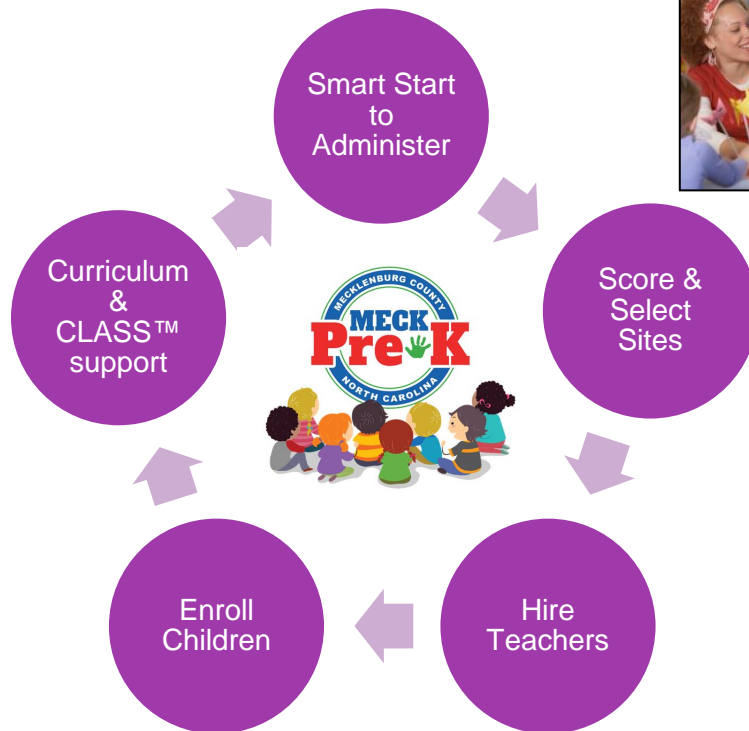 Smart Start
to
Administer
Score &
Select
Sites
Hire
Teachers
Enroll
Children
Curriculum
&
CLASS™
support
MECKLENBURG COUNTY
MECK
Pre K
NORTH CAROLINA